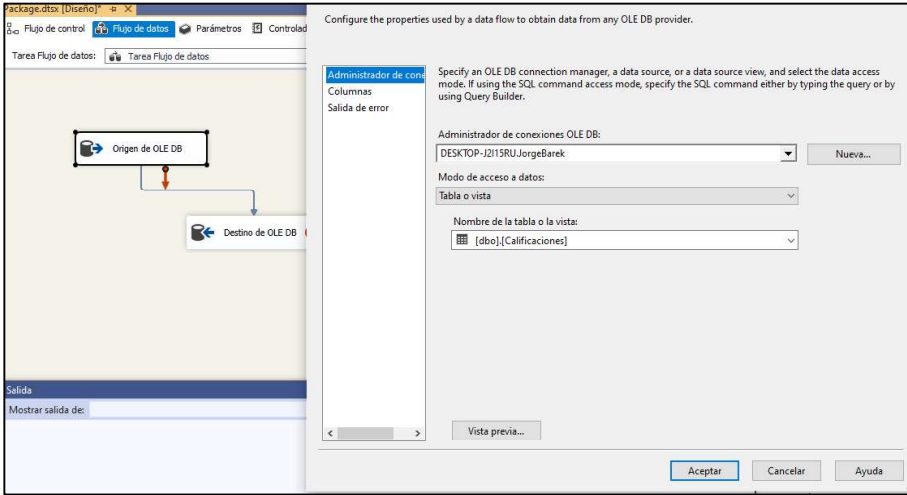 Package.dtsx [Diseño]*
Flujo de control Flujo de datos Parámetros Controlad
Tarea Flujo de datos: Tarea Flujo de datos
Origen de OLE DB
Destino de OLE DB
Salida
Mostrar salida de:
Configure the properties used by a data flow to obtain data from any OLE DB provider.
Administrador de cone
Columnas
Salida de error
Specify an OLE DB connection manager, a data source, or a data source view, and select the data access
mode. If using the SQL command access mode, specify the SQL command either by typing the query or by
using Query Builder.
Administrador de conexiones OLE DB:
DESKTOP-J2I15RU.JorgeBarek
Nueva...
Modo de acceso a datos:
Tabla o vista
Nombre de la tabla o la vista:
[dbo].[Calificaciones]
Vista previa...
Aceptar Cancelar Ayuda